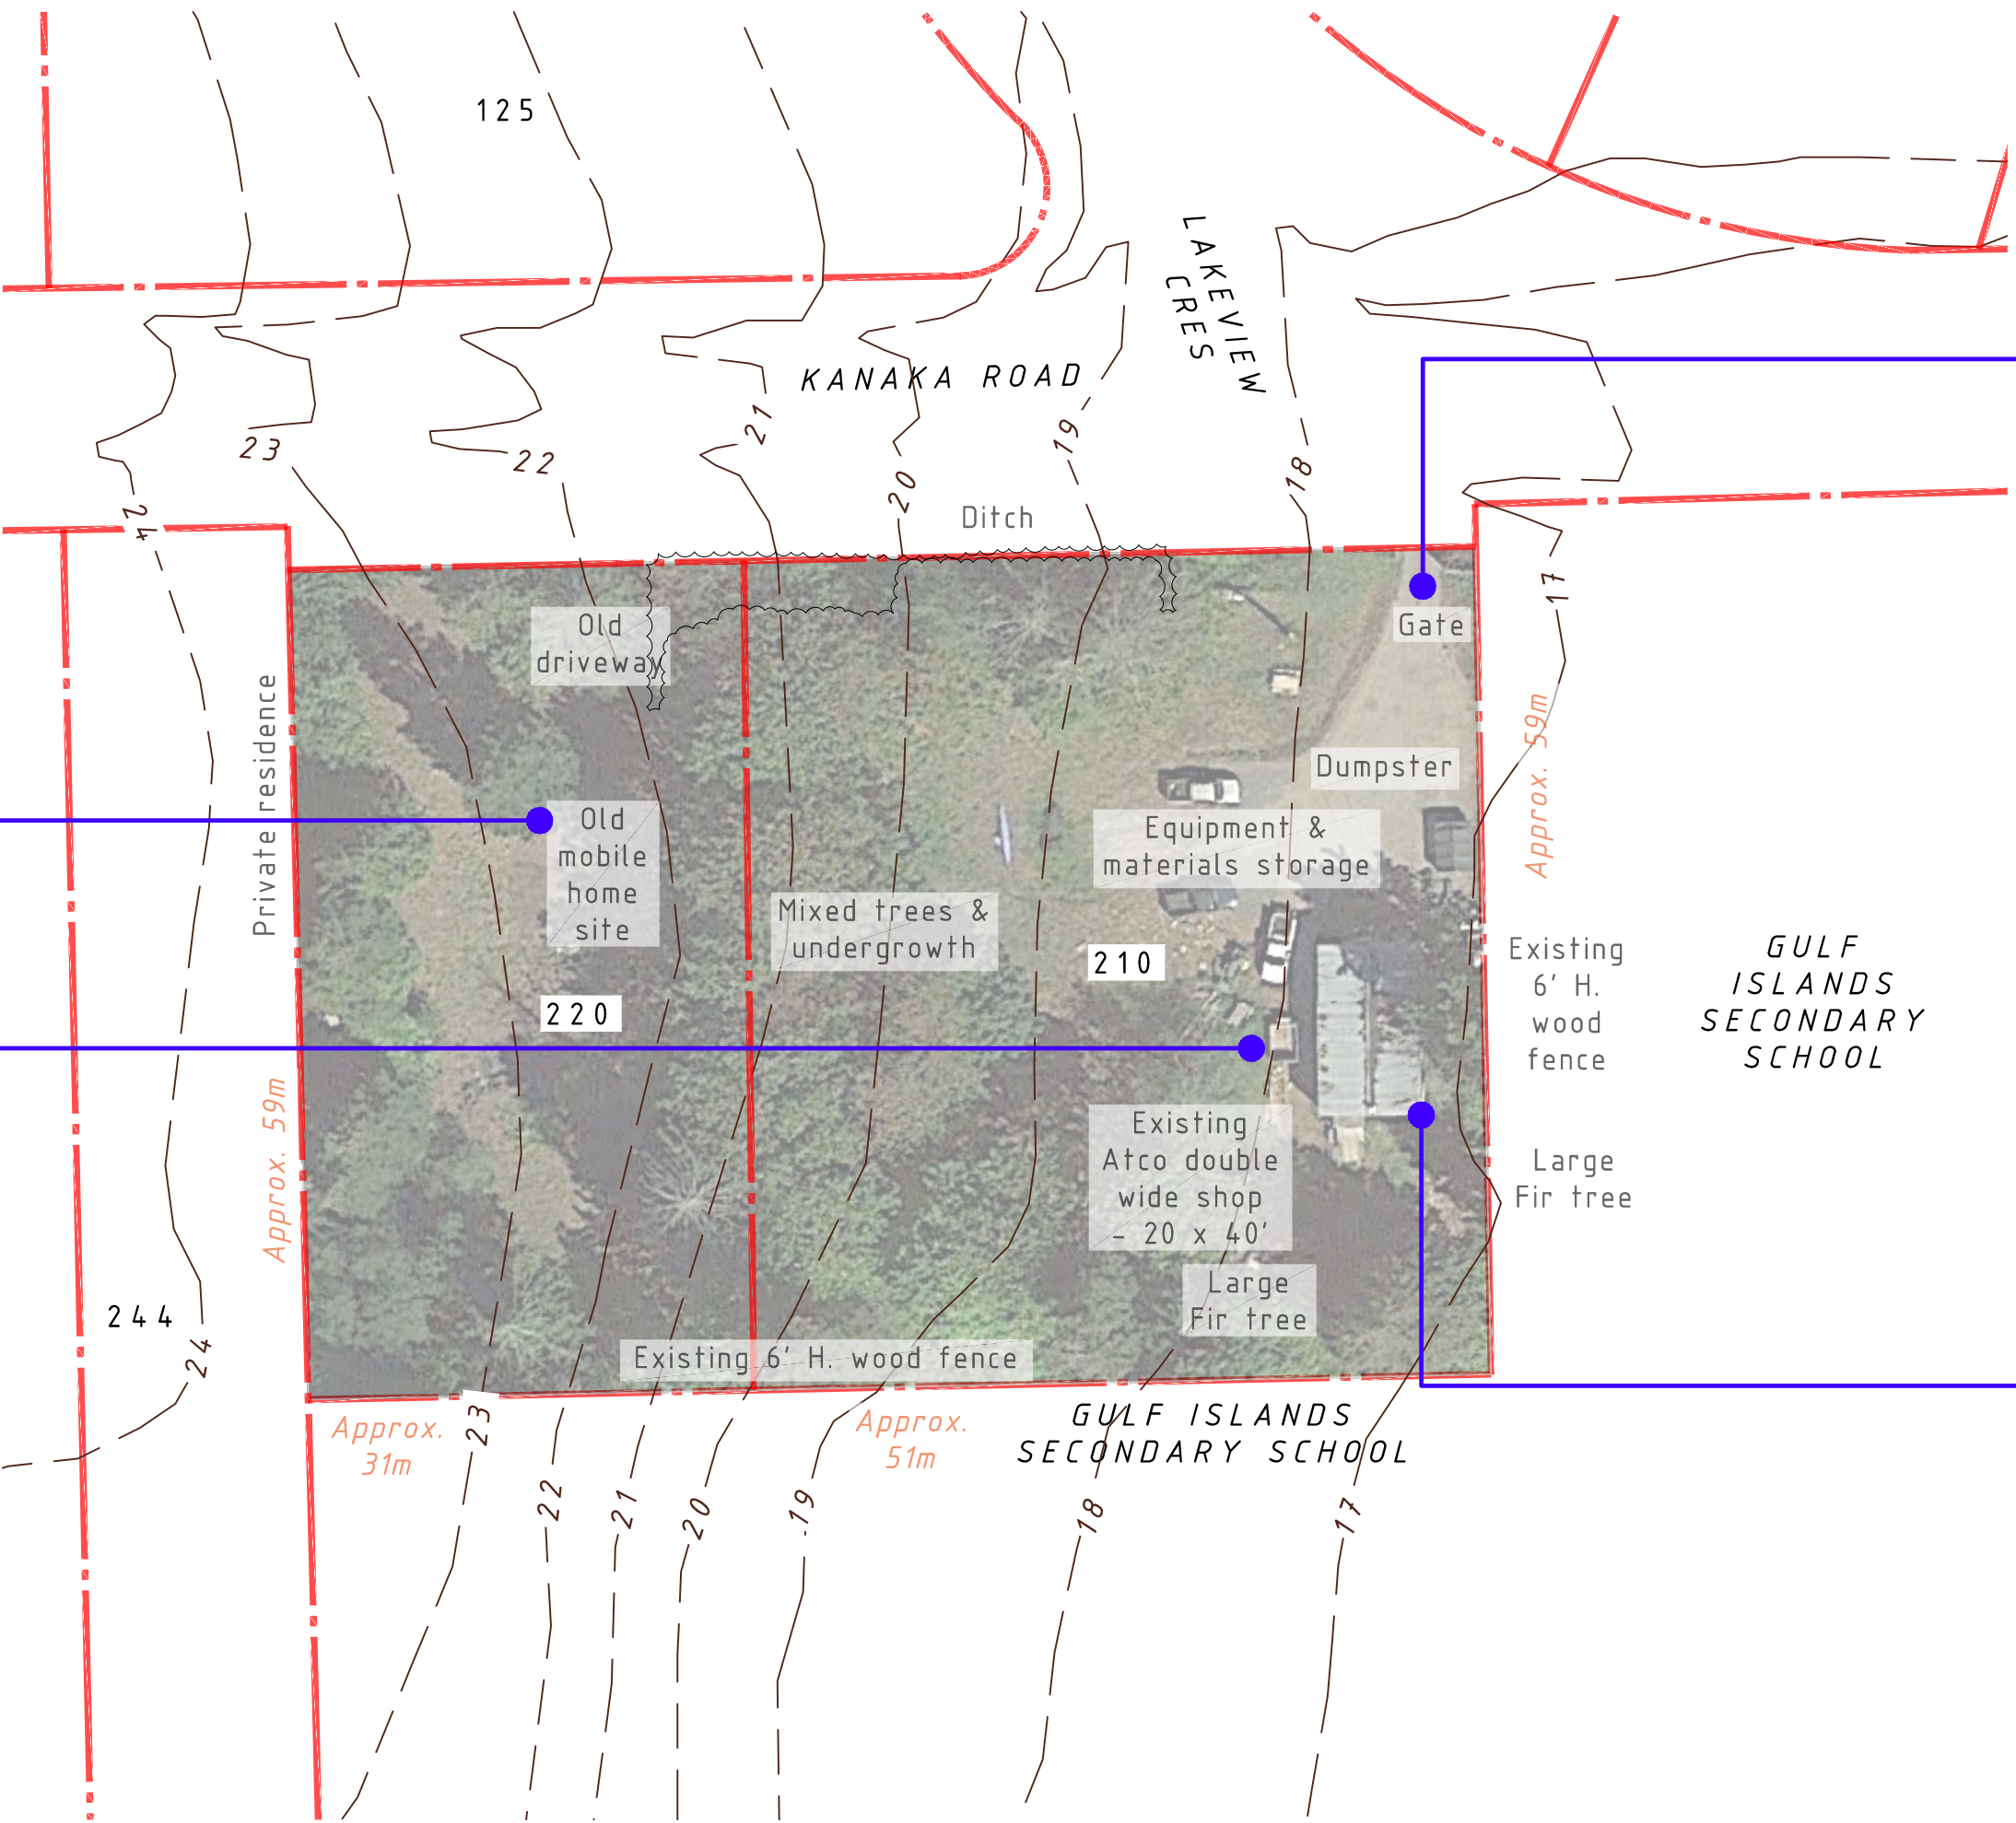 125
LAKEVIEW
CRES
KANAKA ROAD
23
22
21
20
19
18
24
17
Ditch
Old
driveway
Gate
Private residence
Approx. 59m
Dumpster
Old
mobile
home
site
Equipment &
materials storage
Mixed trees &
undergrowth
210
220
Existing
6' H.
wood
fence
GULF
ISLANDS
SECONDARY
SCHOOL
Approx. 59m
Existing
Atco double
wide shop
- 20 x 40'
Large
Fir tree
Large
Fir tree
244
24
Existing 6' H. wood fence
Approx.
31m
23
Approx.
51m
GULF ISLANDS
SECONDARY SCHOOL
22
21
20
19
18
17